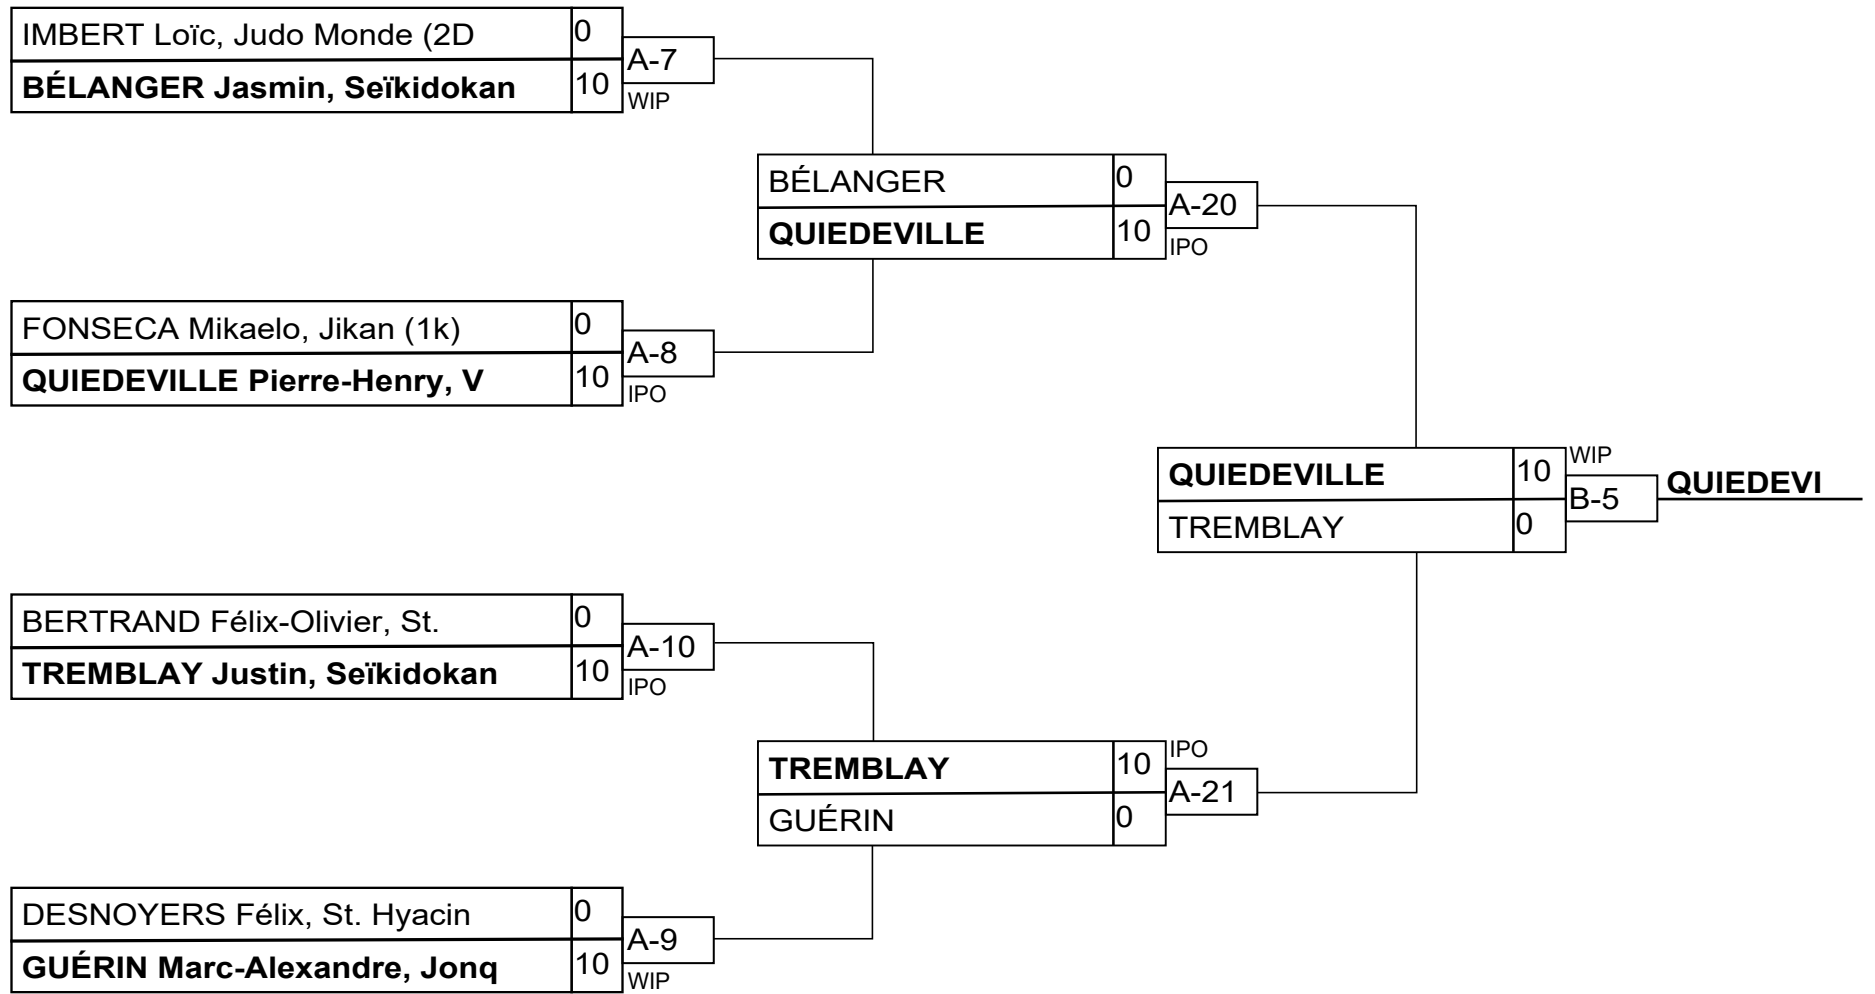 IMBERT Loïc, Judo Monde (2D 0
A-7
BÉLANGER Jasmin, Seïkidokan 10
WIP
BÉLANGER 0
A-20
QUIEDEVILLE 10
IPO
FONSECA Mikaelo, Jikan (1k) 0
A-8
QUIEDEVILLE Pierre-Henry, V 10
IPO
QUIEDEVILLE 10
WIP
B-5
QUIEDEVI
TREMBLAY 0
BERTRAND Félix-Olivier, St. 0
A-10
TREMBLAY Justin, Seïkidokan 10
IPO
TREMBLAY 10
IPO
A-21
GUÉRIN 0
DESNOYERS Félix, St. Hyacin 0
A-9
GUÉRIN Marc-Alexandre, Jonq 10
WIP